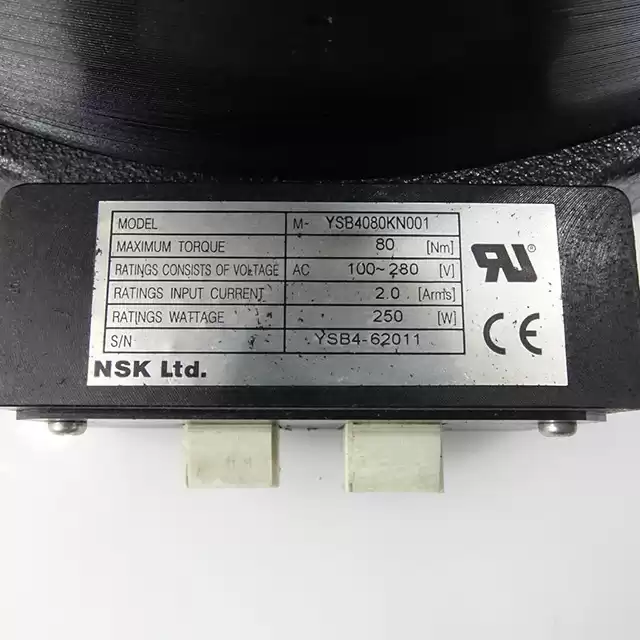 MODEL M- YSB4080KN001
MAXIMUM TORQUE 80 [Nm]
RATINGS CONSISTS OF VOLTAGE AC 100~280 [V]
RATINGS INPUT CURRENT 2.0 [Arms]
RATINGS WATTAGE 250 [W]
S/N YSB4-62011
NSK Ltd.
RU ®
CE